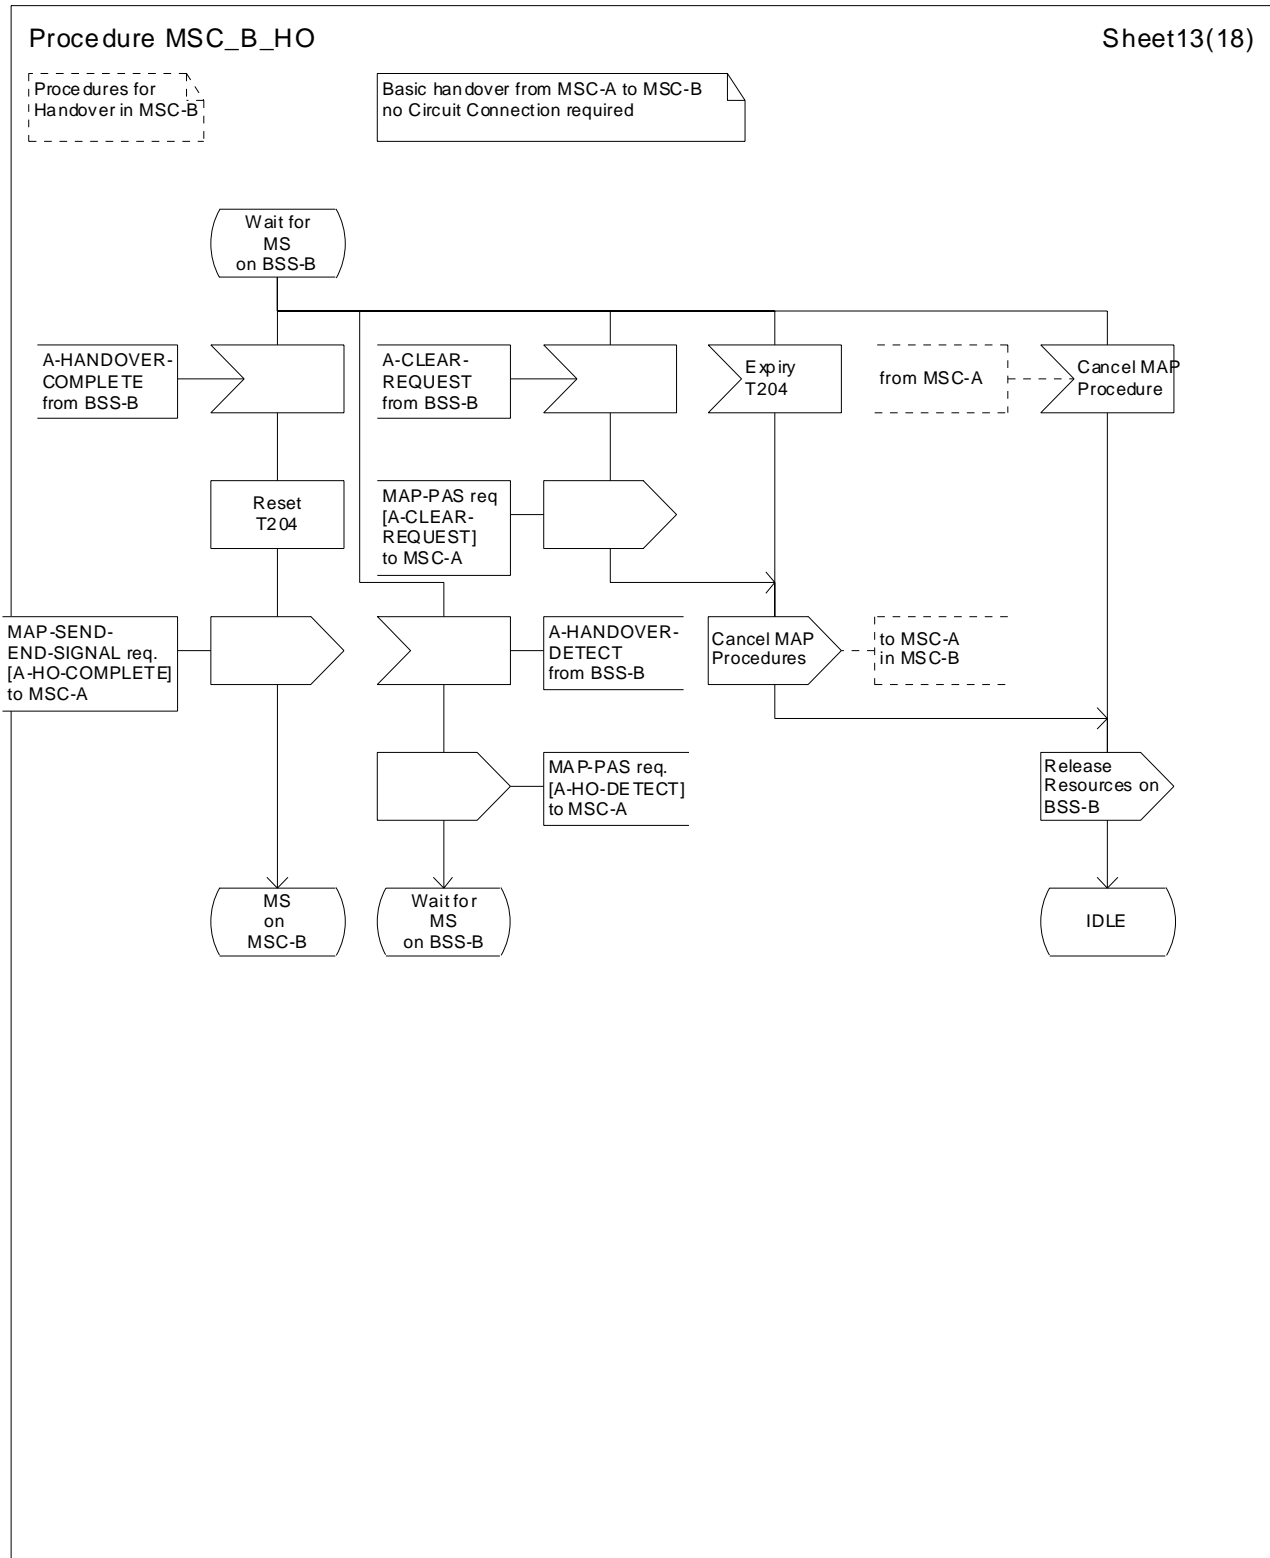 Procedure MSC_B_HO
Sheet13(18)
Procedures for
Handover in MSC-B
Basic handover from MSC-A to MSC-B
no Circuit Connection required
Wait for
MS
on BSS-B
A-HANDOVER-
COMPLETE
from BSS-B
A-CLEAR-
REQUEST
from BSS-B
Expiry
T204
from MSC-A
Cancel MAP
Procedure
Reset
T204
MAP-PAS req
[A-CLEAR-
REQUEST]
to MSC-A
MAP-SEND-
END-SIGNAL req.
[A-HO-COMPLETE]
to MSC-A
A-HANDOVER-
DETECT
from BSS-B
Cancel MAP
Procedures
to MSC-A
in MSC-B
MAP-PAS req.
[A-HO-DETECT]
to MSC-A
Release
Resources on
BSS-B
MS
on
MSC-B
Wait for
MS
on BSS-B
IDLE